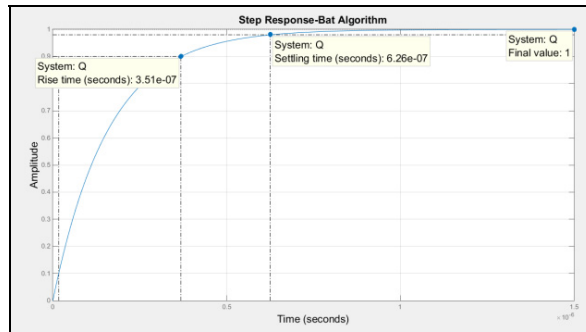 Step Response-Bat Algorithm
System: Q
Rise time (seconds): 3.51e-07
System: Q
Settling time (seconds): 6.26e-07
System: Q
Final value: 1
Amplitude
1
0.9
0.8
0.7
0.6
0.5
0.4
0.3
0.2
0.1
0
0
0.5
1
1.5
Time (seconds)